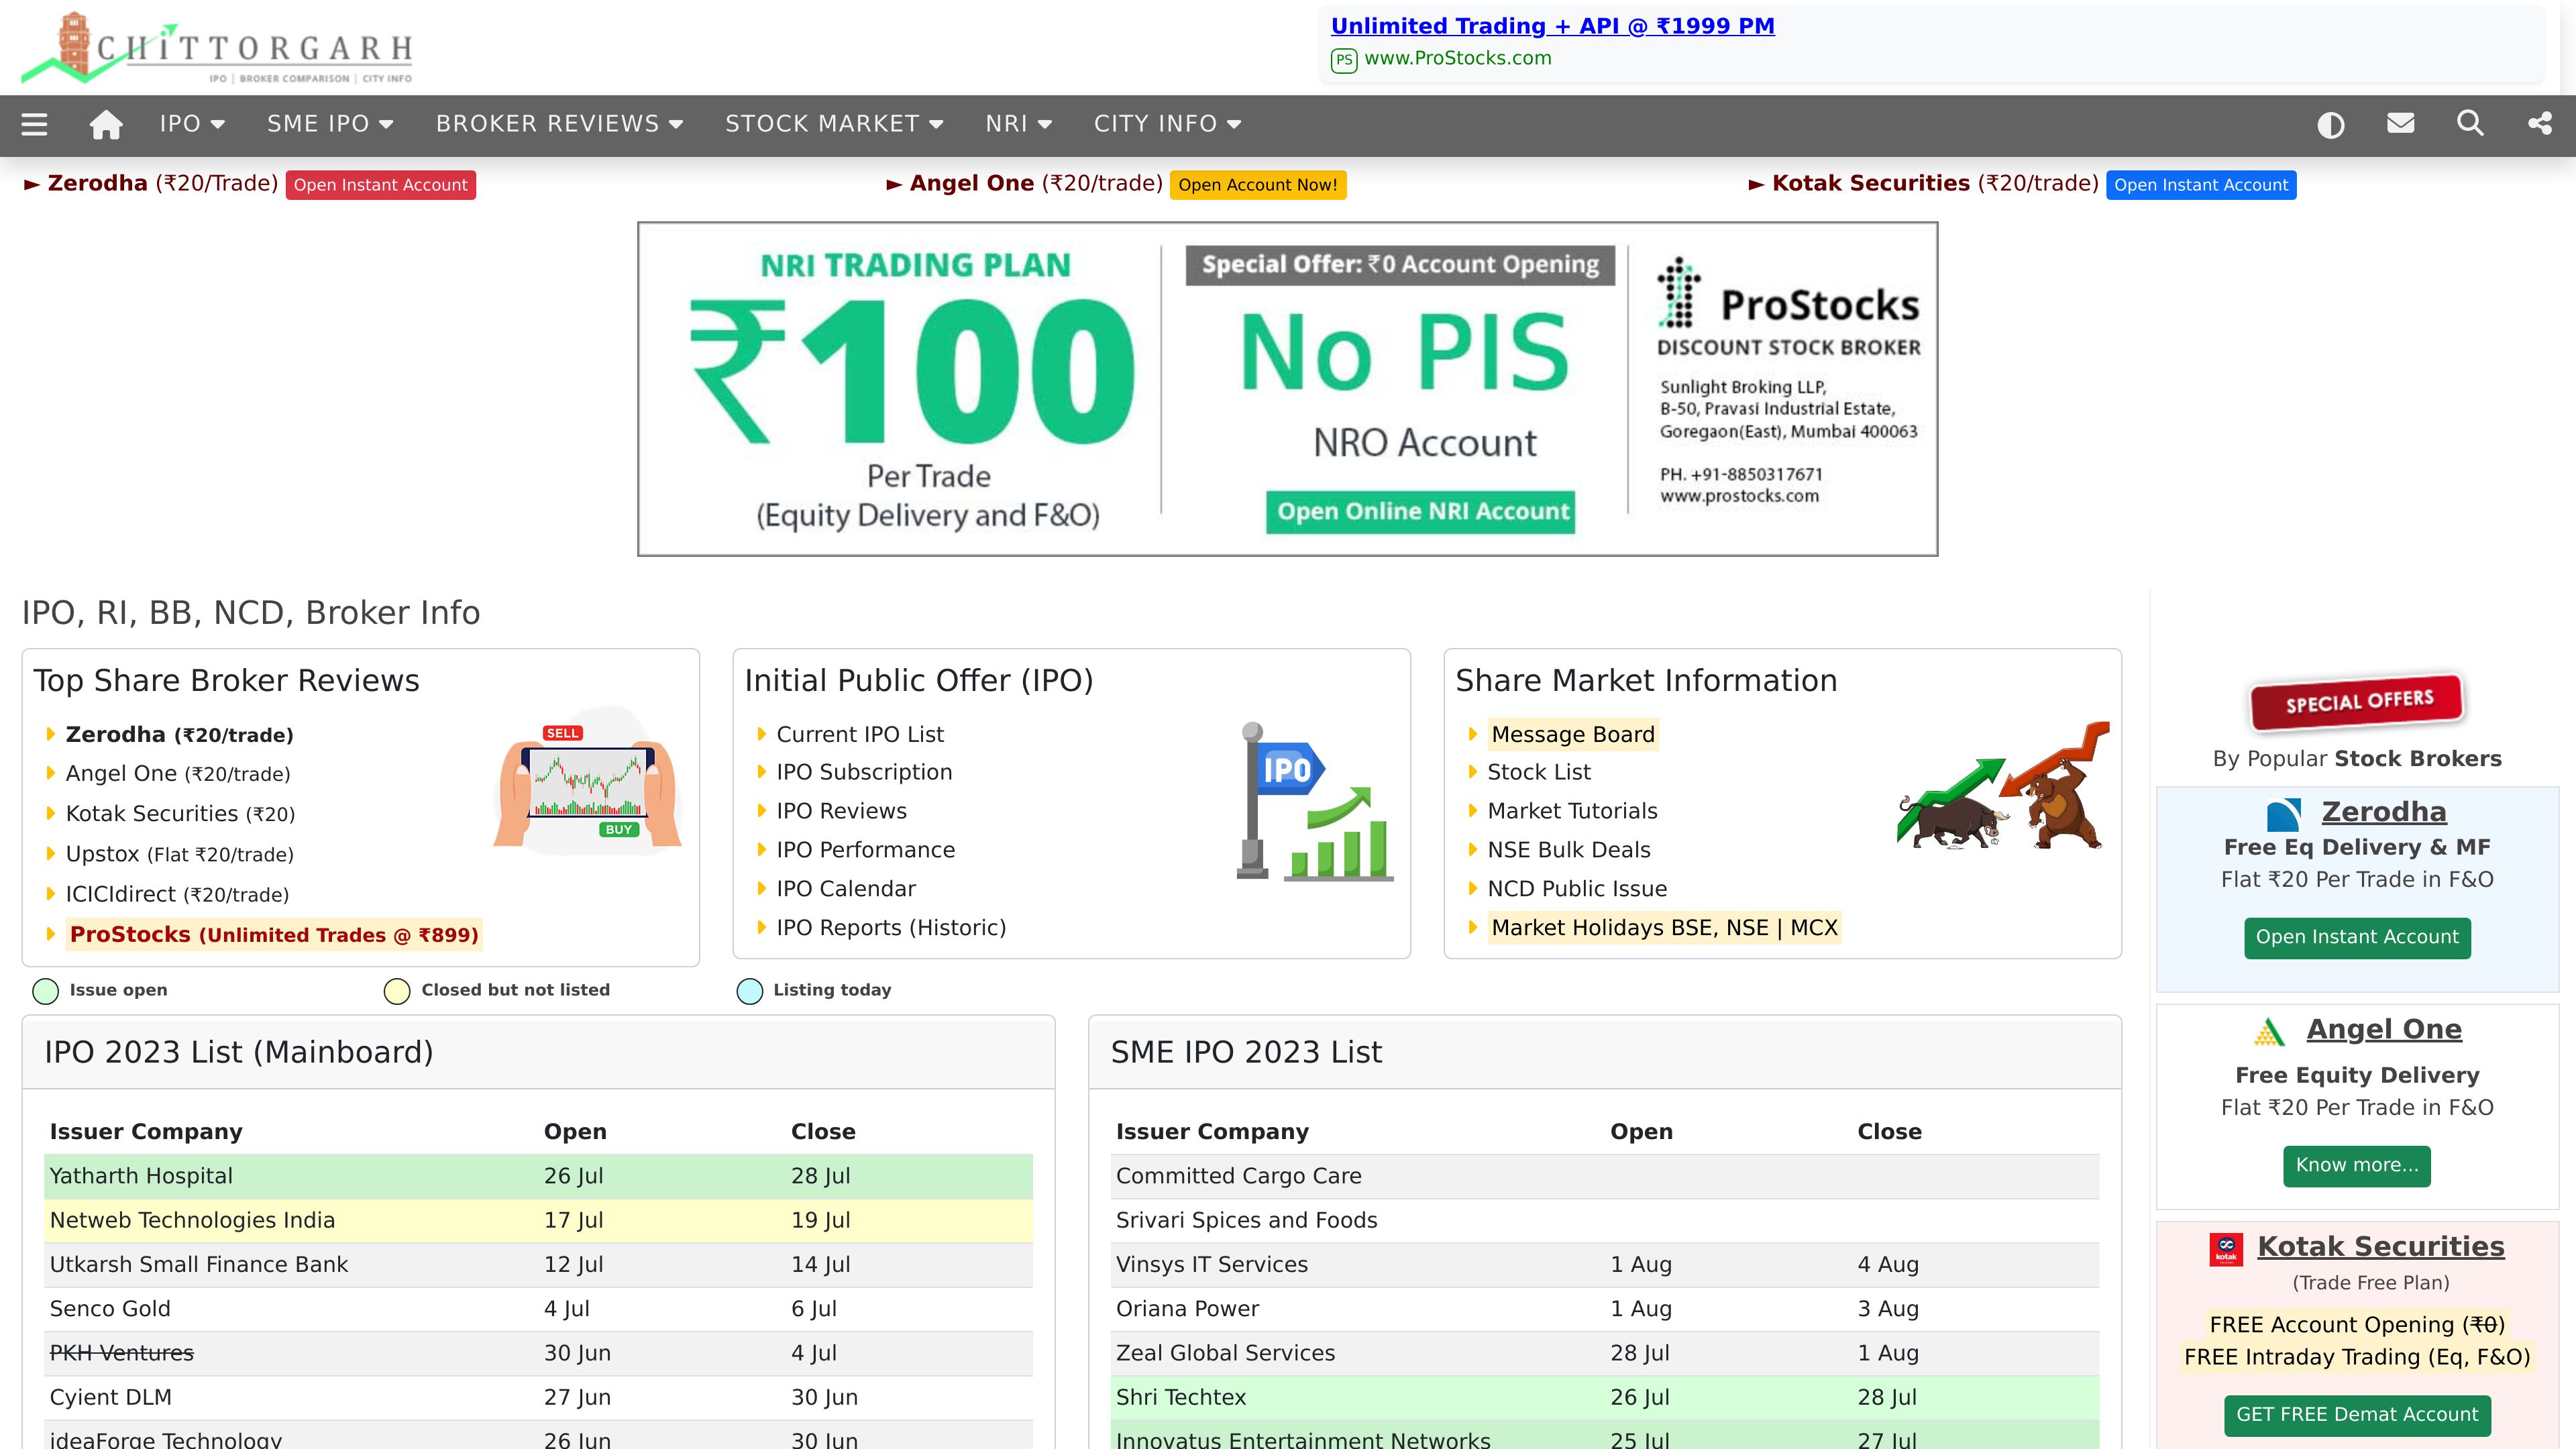 CHITTORGARH
IPO | BROKER COMPARISON | CITY INFO
Unlimited Trading + API @ ₹1999 PM
PS www.ProStocks.com
IPO SME IPO BROKER REVIEWS STOCK MARKET NRI CITY INFO
► Zerodha (₹20/Trade) Open Instant Account
► Angel One (₹20/trade) Open Account Now!
► Kotak Securities (₹20/trade) Open Instant Account
NRI TRADING PLAN
₹100
Per Trade
(Equity Delivery and F&O)
Special Offer: ₹0 Account Opening
No PIS
NRO Account
Open Online NRI Account
ProStocks
DISCOUNT STOCK BROKER
Sunlight Broking LLP,
B-50, Pravasi Industrial Estate,
Goregaon(East), Mumbai 400063
PH. +91-8850317671
www.prostocks.com
IPO, RI, BB, NCD, Broker Info
Top Share Broker Reviews
Zerodha (₹20/trade)
Angel One (₹20/trade)
Kotak Securities (₹20)
Upstox (Flat ₹20/trade)
ICICIdirect (₹20/trade)
ProStocks (Unlimited Trades @ ₹899)
SELL
BUY
Initial Public Offer (IPO)
Current IPO List
IPO Subscription
IPO Reviews
IPO Performance
IPO Calendar
IPO Reports (Historic)
IPO
Share Market Information
Message Board
Stock List
Market Tutorials
NSE Bulk Deals
NCD Public Issue
Market Holidays BSE, NSE | MCX
Issue open Closed but not listed Listing today
IPO 2023 List (Mainboard)
Issuer Company Open Close
Yatharth Hospital 26 Jul 28 Jul
Netweb Technologies India 17 Jul 19 Jul
Utkarsh Small Finance Bank 12 Jul 14 Jul
Senco Gold 4 Jul 6 Jul
PKH Ventures 30 Jun 4 Jul
Cyient DLM 27 Jun 30 Jun
ideaForge Technology 26 Jun 30 Jun
SME IPO 2023 List
Issuer Company Open Close
Committed Cargo Care
Srivari Spices and Foods
Vinsys IT Services 1 Aug 4 Aug
Oriana Power 1 Aug 3 Aug
Zeal Global Services 28 Jul 1 Aug
Shri Techtex 26 Jul 28 Jul
Innovatus Entertainment Networks 25 Jul 27 Jul
SPECIAL OFFERS
By Popular Stock Brokers
Zerodha
Free Eq Delivery & MF
Flat ₹20 Per Trade in F&O
Open Instant Account
Angel One
Free Equity Delivery
Flat ₹20 Per Trade in F&O
Know more...
kotak
Kotak Securities
(Trade Free Plan)
FREE Account Opening (₹0)
FREE Intraday Trading (Eq, F&O)
GET FREE Demat Account